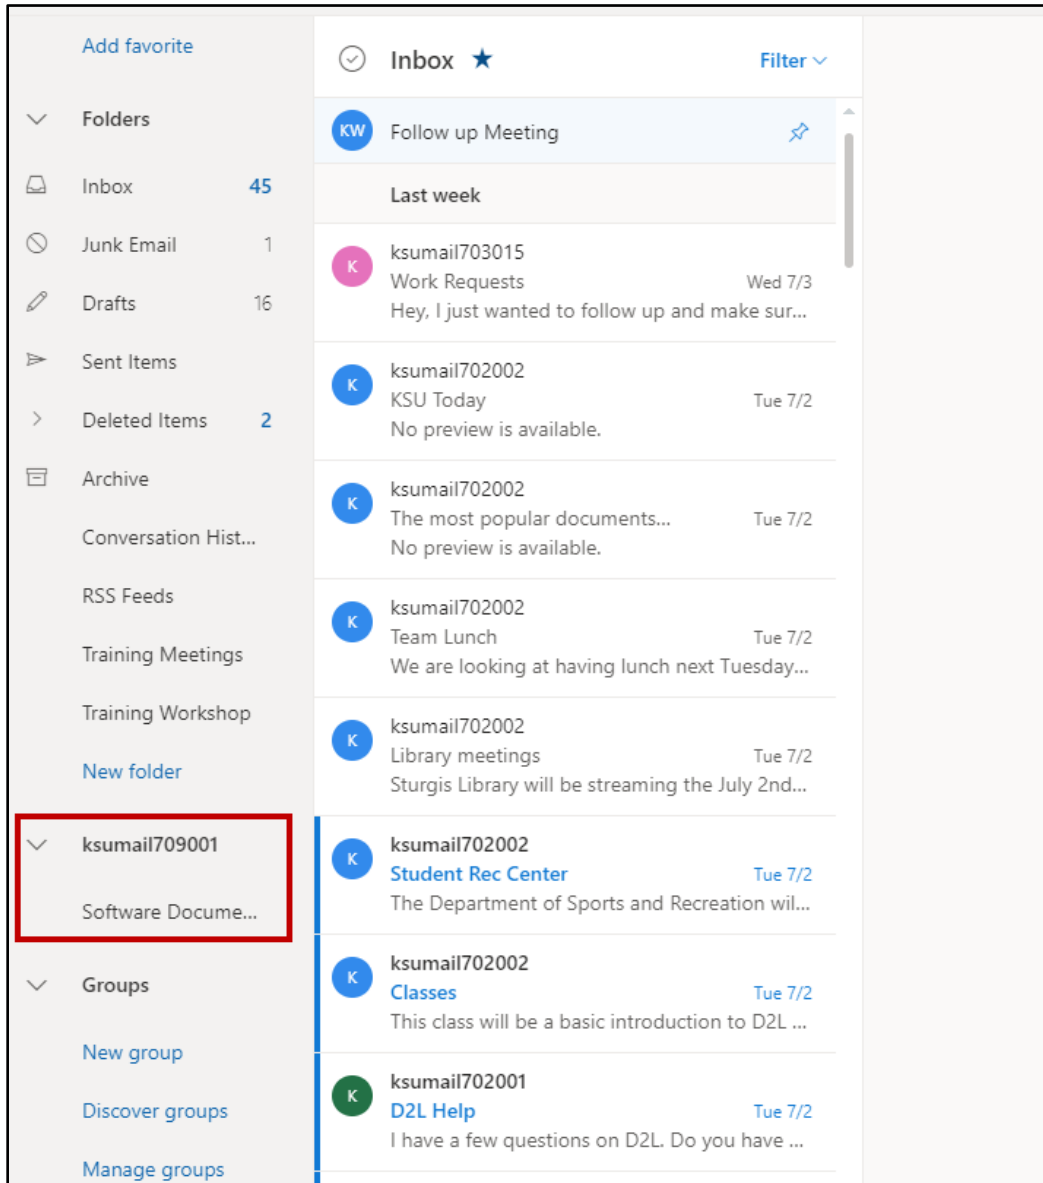 Add favorite
Folders
Inbox 45
Junk Email 1
Drafts 16
Sent Items
Deleted Items 2
Archive
Conversation Hist...
RSS Feeds
Training Meetings
Training Workshop
New folder
ksumail709001
Software Docume...
Groups
New group
Discover groups
Manage groups
Inbox ★ Filter
KW Follow up Meeting
Last week
ksumail703015
K Work Requests Wed 7/3
Hey, I just wanted to follow up and make sur...
ksumail702002
K KSU Today Tue 7/2
No preview is available.
ksumail702002
K The most popular documents... Tue 7/2
No preview is available.
ksumail702002
K Team Lunch Tue 7/2
We are looking at having lunch next Tuesday...
ksumail702002
K Library meetings Tue 7/2
Sturgis Library will be streaming the July 2nd...
ksumail702002
K Student Rec Center Tue 7/2
The Department of Sports and Recreation wil...
ksumail702002
K Classes Tue 7/2
This class will be a basic introduction to D2L ...
ksumail702001
K D2L Help Tue 7/2
I have a few questions on D2L. Do you have ...